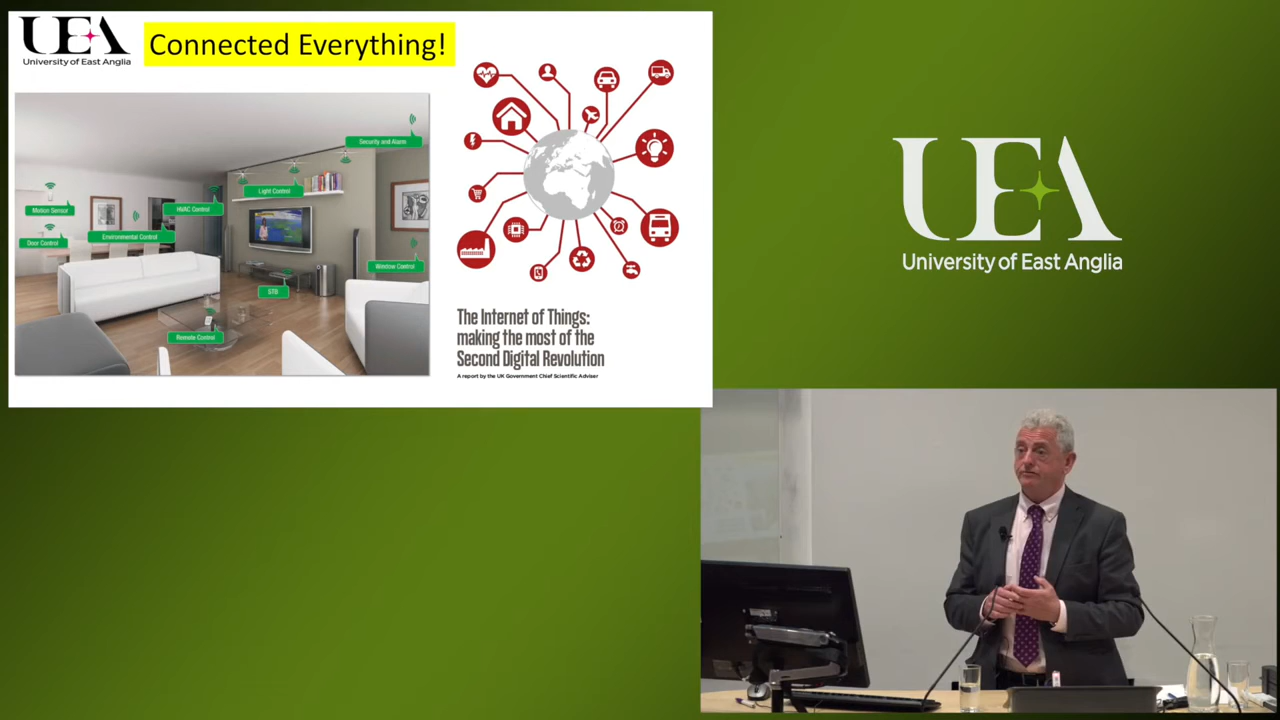 UEA
University of East Anglia
Connected Everything!
Security and Alarm
Light Control
Motion Sensor
HVAC Control
Door Control
Environmental Control
Window Control
STB
Remote Control
The Internet of Things:
making the most of the
Second Digital Revolution
A report by the UK Government Chief Scientific Adviser
UEA
University of East Anglia